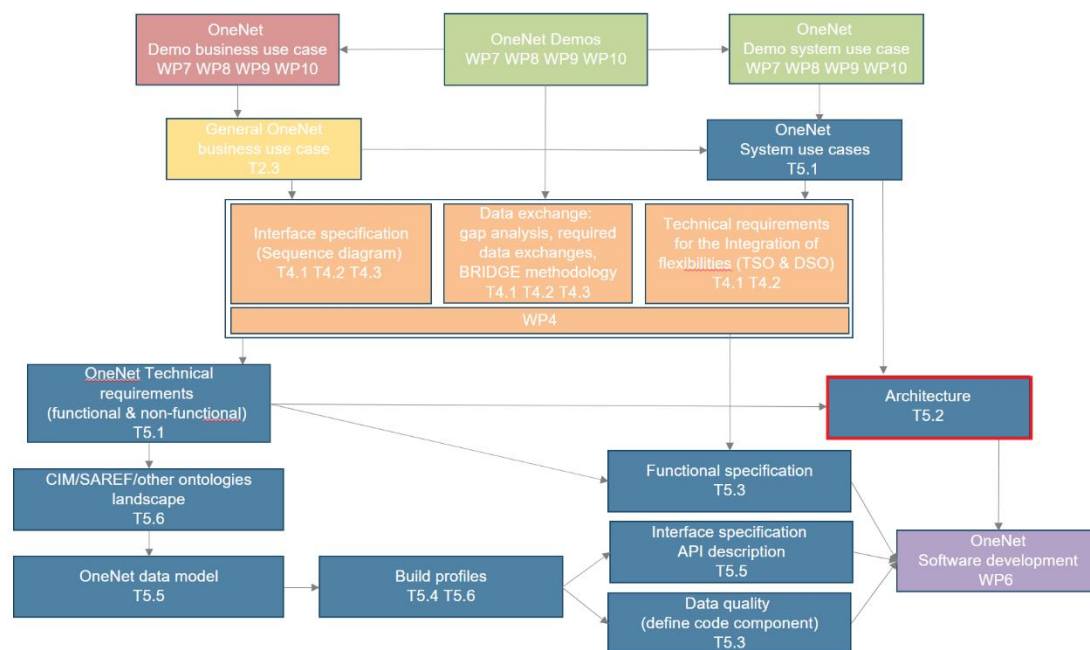 OneNet
Demo business use case
WP7 WP8 WP9 WP10
OneNet Demos
WP7 WP8 WP9 WP10
OneNet
Demo system use case
WP7 WP8 WP9 WP10
General OneNet
business use case
T2.3
OneNet
System use cases
T5.1
Interface specification
(Sequence diagram)
T4.1 T4.2 T4.3
Data exchange:
gap analysis, required
data exchanges,
BRIDGE methodology
T4.1 T4.2 T4.3
Technical requirements
for the Integration of
flexibilities (TSO & DSO)
T4.1 T4.2
WP4
OneNet Technical
requirements
(functional & non-functional)
T5.1
Architecture
T5.2
CIM/SAREF/other ontologies
landscape
T5.6
Functional specification
T5.3
OneNet data model
T5.5
Build profiles
T5.4 T5.6
Interface specification
API description
T5.5
Data quality
(define code component)
T5.3
OneNet
Software development
WP6